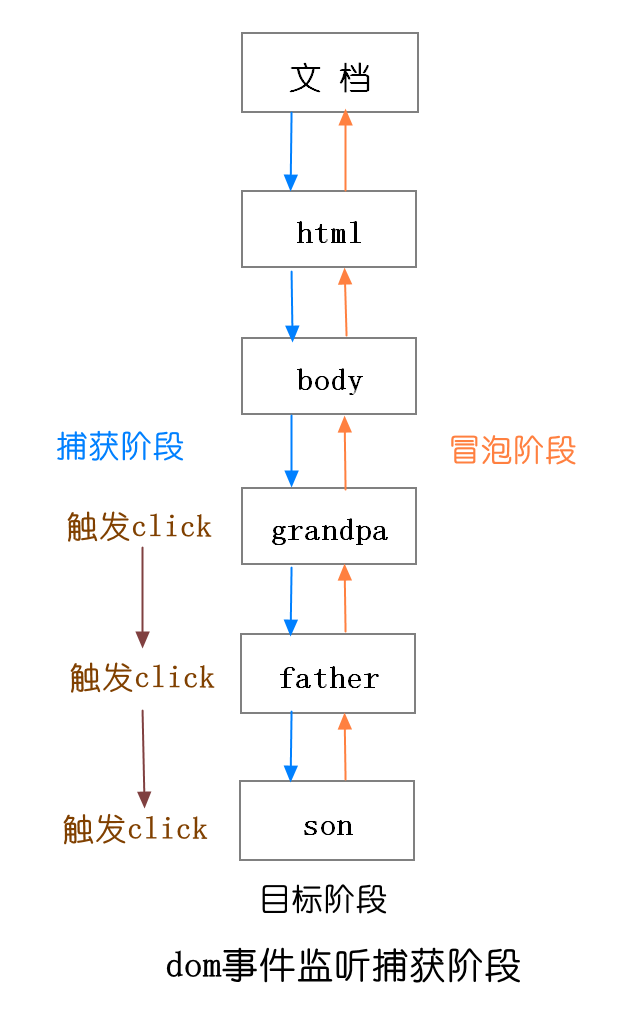 文 档
html
body
捕获阶段
冒泡阶段
触发click
grandpa
触发click
father
触发click
son
目标阶段
dom事件监听捕获阶段